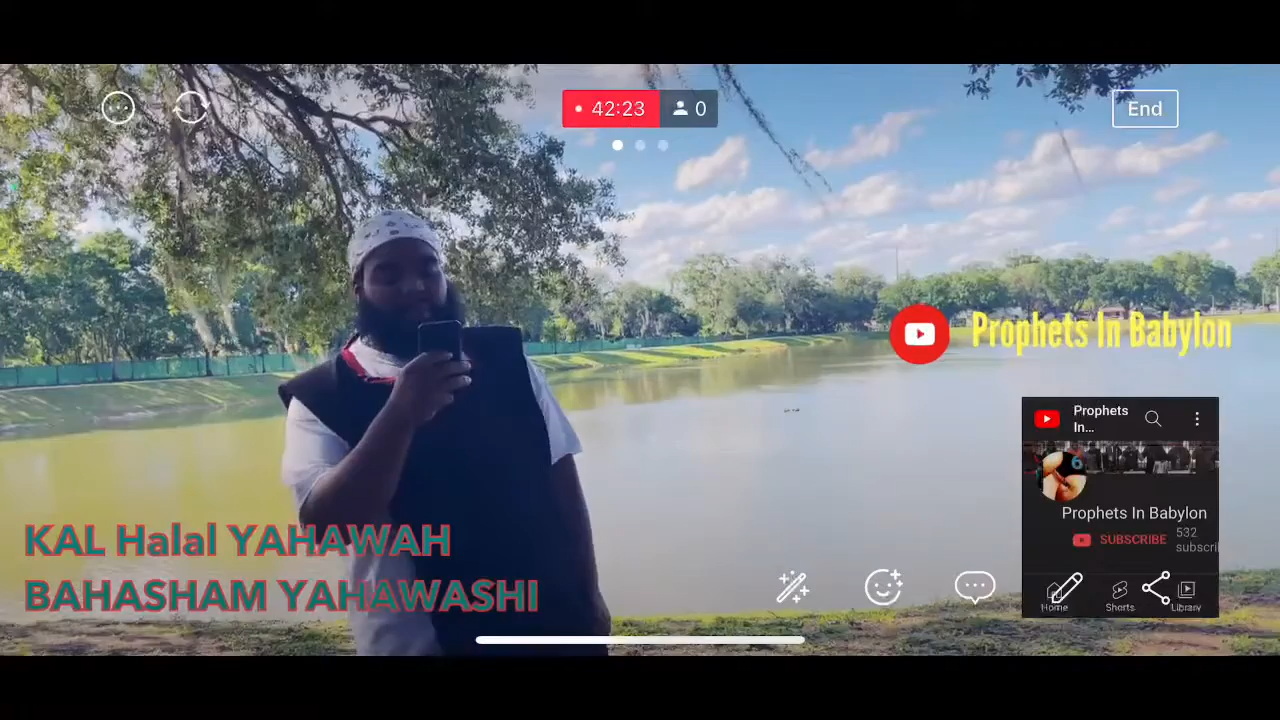 42:23
0
End
Prophets In Babylon
Prophets
In...
6
Prophets In Babylon
SUBSCRIBE
532
subscri
Home
Shorts
Library
KAL Halal YAHAWAH
BAHASHAM YAHAWASHI